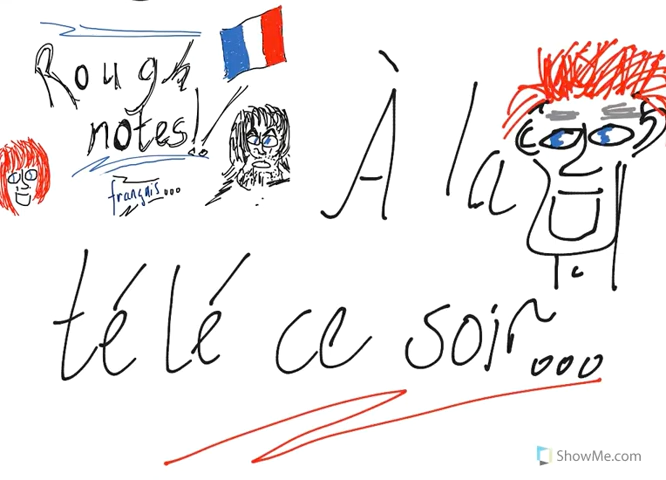 Rough
notes!..
français...
À la
télé ce soir...
ShowMe.com